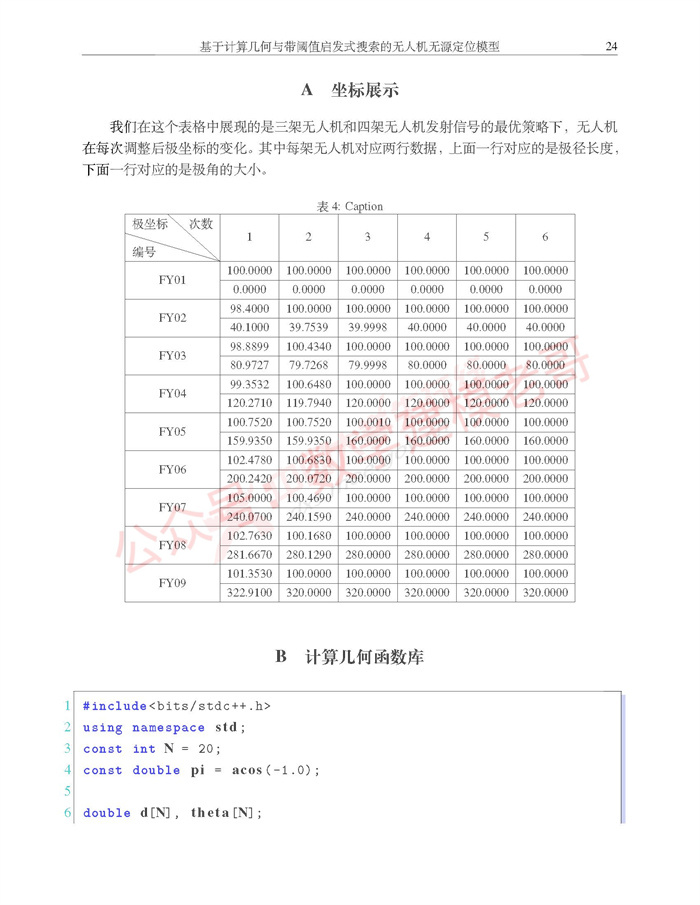 基于计算几何与带阈值启发式搜索的无人机无源定位模型 24
A 坐标展示
我们在这个表格中展现的是三架无人机和四架无人机发射信号的最优策略下，无人机
在每次调整后极坐标的变化。其中每架无人机对应两行数据，上面一行对应的是极径长度，
下面一行对应的是极角的大小。
表 4: Caption
极坐标 次数
编号
1 2 3 4 5 6
FY01
100.0000 100.0000 100.0000 100.0000 100.0000 100.0000
0.0000 0.0000 0.0000 0.0000 0.0000 0.0000
FY02
98.4000 100.0000 100.0000 100.0000 100.0000 100.0000
40.1000 39.7539 39.9998 40.0000 40.0000 40.0000
FY03
98.8899 100.4340 100.0000 100.0000 100.0000 100.0000
80.9727 79.7268 79.9998 80.0000 80.0000 80.0000
FY04
99.3532 100.6480 100.0000 100.0000 100.0000 100.0000
120.2710 119.7940 120.0000 120.0000 120.0000 120.0000
FY05
100.7520 100.7520 100.0010 100.0000 100.0000 100.0000
159.9350 159.9350 160.0000 160.0000 160.0000 160.0000
FY06
102.4780 100.6830 100.0000 100.0000 100.0000 100.0000
200.2420 200.0720 200.0000 200.0000 200.0000 200.0000
FY07
105.0000 100.4690 100.0000 100.0000 100.0000 100.0000
240.0700 240.1590 240.0000 240.0000 240.0000 240.0000
FY08
102.7630 100.1680 100.0000 100.0000 100.0000 100.0000
281.6670 280.1290 280.0000 280.0000 280.0000 280.0000
FY09
101.3530 100.0000 100.0000 100.0000 100.0000 100.0000
322.9100 320.0000 320.0000 320.0000 320.0000 320.0000
公众号：数学建模老哥
B 计算几何函数库
1 #include<bits/stdc++.h>
2 using namespace std;
3 const int N = 20;
4 const double pi = acos(-1.0);
5
6 double d[N], theta[N];